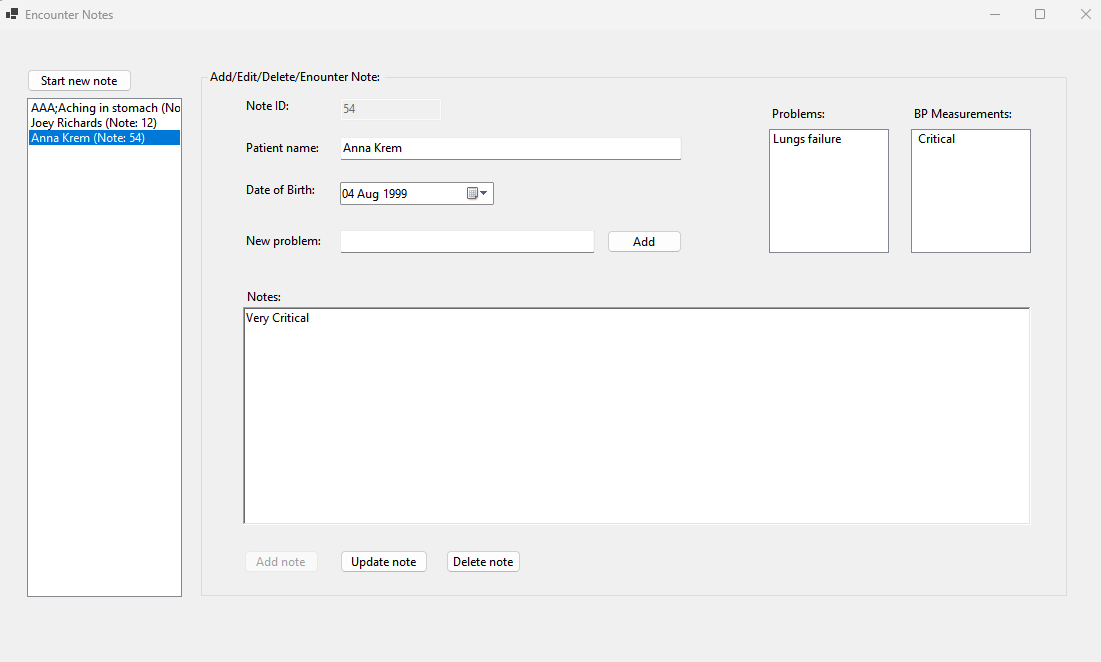 Encounter Notes
Start new note
AAA;Aching in stomach (No
Joey Richards (Note: 12)
Anna Krem (Note: 54)
Add/Edit/Delete/Enounter Note:
Note ID:
54
Patient name:
Anna Krem
Date of Birth:
04 Aug 1999
New problem:
Add
Problems:
Lungs failure
BP Measurements:
Critical
Notes:
Very Critical
Add note
Update note
Delete note